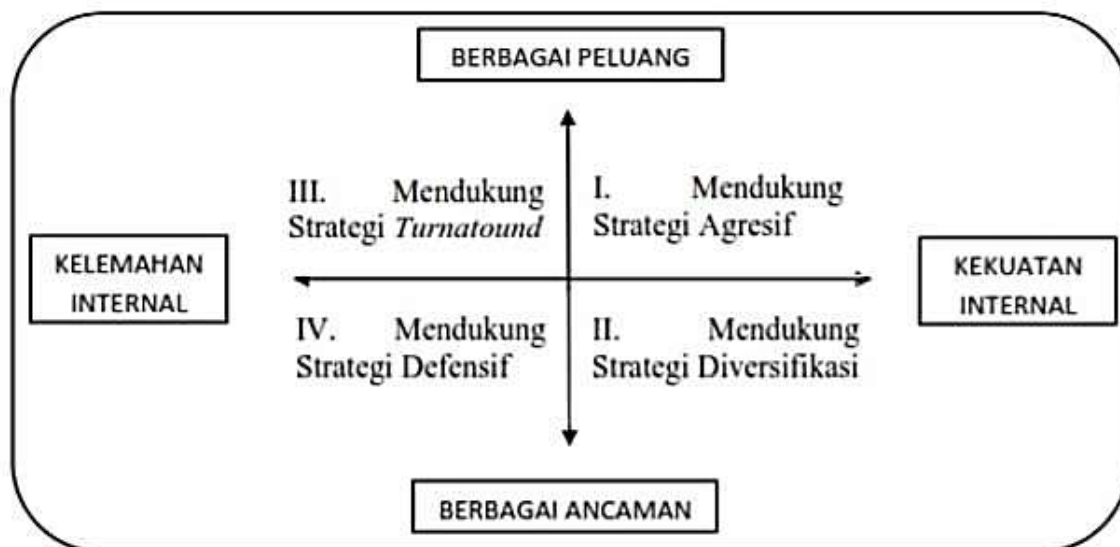 BERBAGAI PELUANG
III. Mendukung
Strategi Turnatound
I. Mendukung
Strategi Agresif
KELEMAHAN
INTERNAL
KEKUATAN
INTERNAL
IV. Mendukung
Strategi Defensif
II. Mendukung
Strategi Diversifikasi
BERBAGAI ANCAMAN